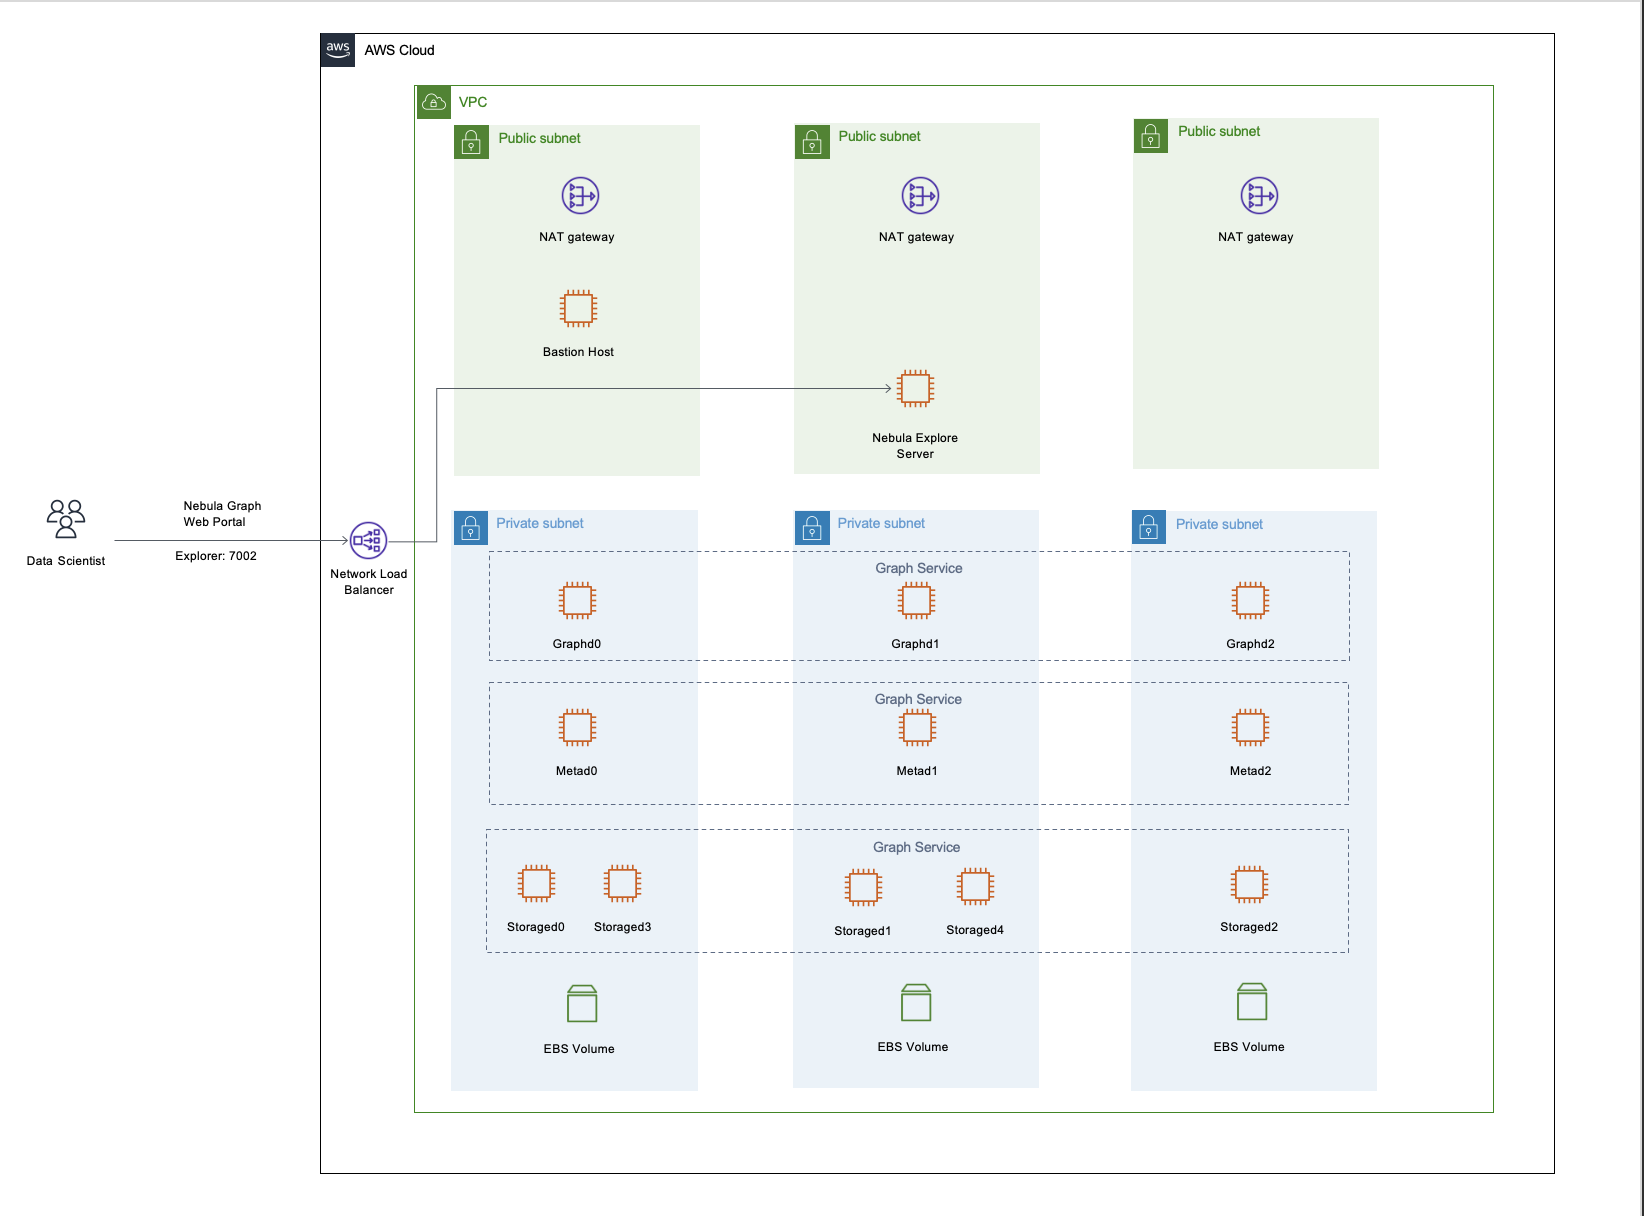 aws
AWS Cloud
VPC
Public subnet
Public subnet
Public subnet
NAT gateway
NAT gateway
NAT gateway
Bastion Host
Nebula Explore
Server
Data Scientist
Nebula Graph
Web Portal
Explorer: 7002
Network Load
Balancer
Private subnet
Private subnet
Private subnet
Graph Service
Graphd0
Graphd1
Graphd2
Graph Service
Metad0
Metad1
Metad2
Graph Service
Storaged0
Storaged3
Storaged1
Storaged4
Storaged2
EBS Volume
EBS Volume
EBS Volume